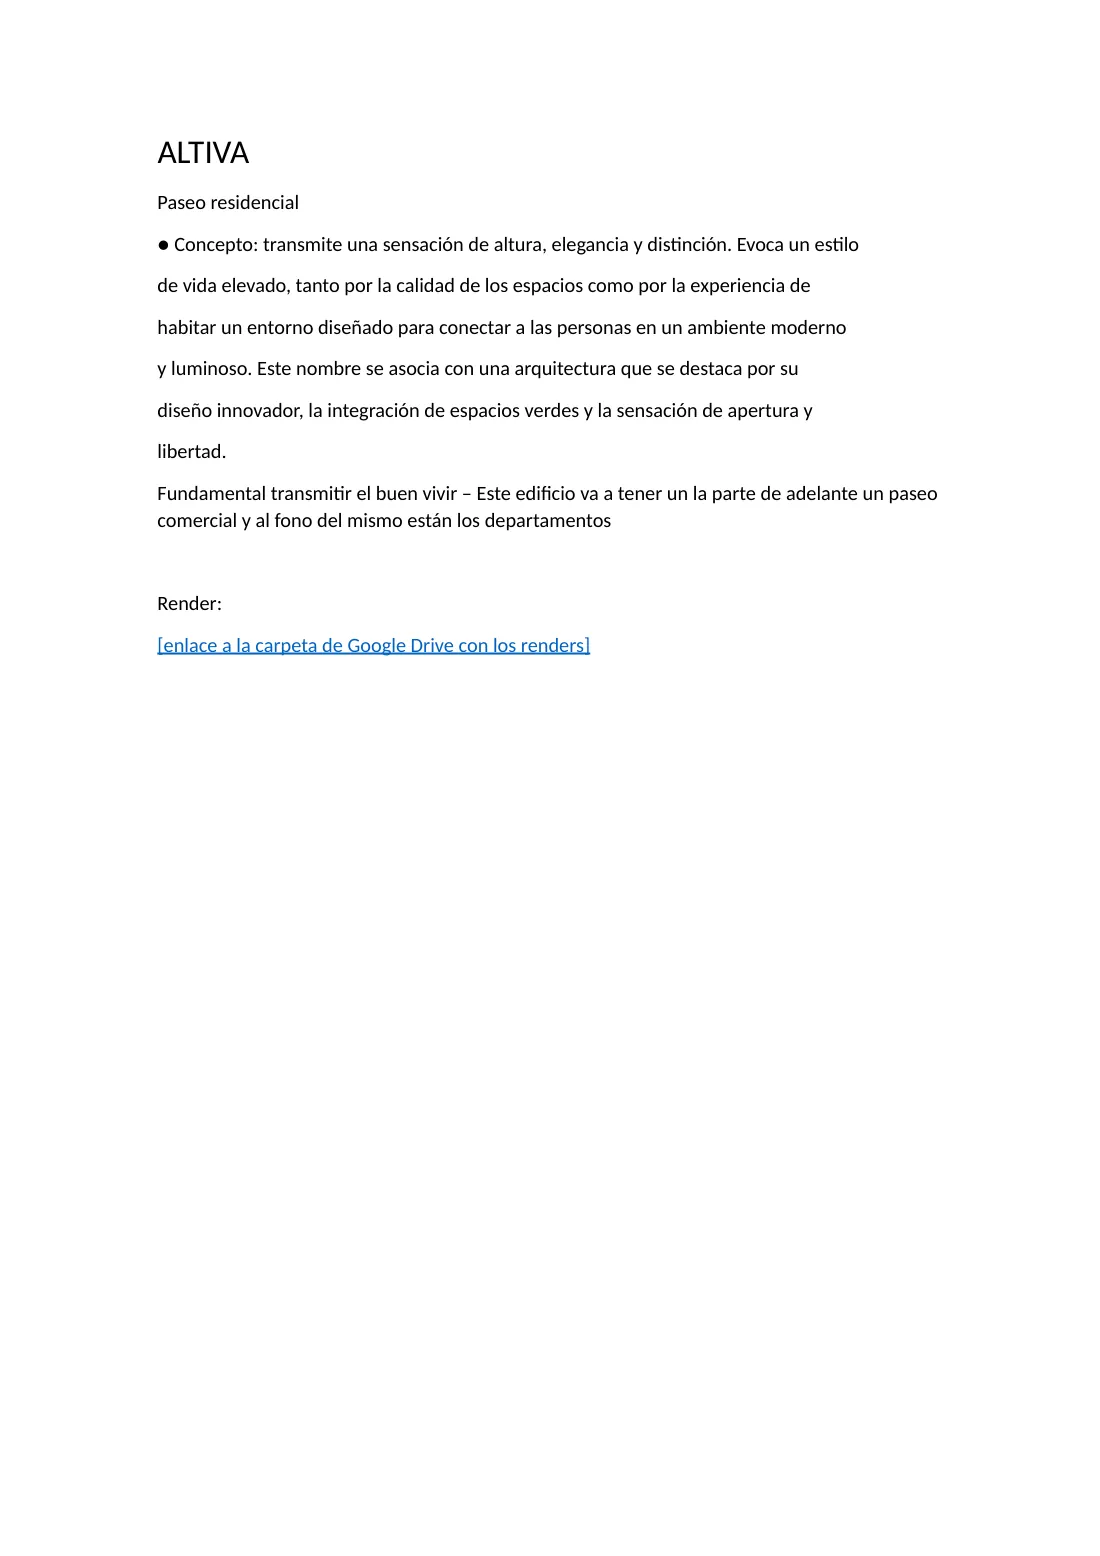 ALTIVA
Paseo residencial
● Concepto: transmite una sensación de altura, elegancia y distinción. Evoca un estilo
de vida elevado, tanto por la calidad de los espacios como por la experiencia de
habitar un entorno diseñado para conectar a las personas en un ambiente moderno
y luminoso. Este nombre se asocia con una arquitectura que se destaca por su
diseño innovador, la integración de espacios verdes y la sensación de apertura y
libertad.
Fundamental transmitir el buen vivir – Este edificio va a tener un la parte de adelante un paseo
comercial y al fono del mismo están los departamentos
Render:
[enlace a la carpeta de Google Drive con los renders]